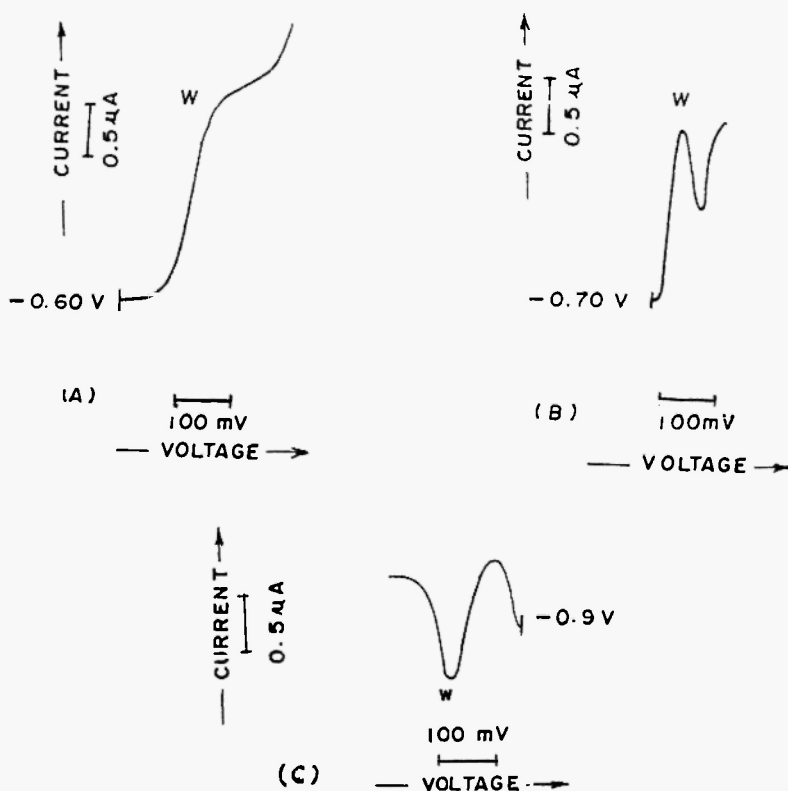 CURRENT
0.5 µA
W
-0.60 V
(A)
100 mV
VOLTAGE
CURRENT
0.5 µA
W
-0.70 V
(B)
100mV
VOLTAGE
CURRENT
0.5 µA
W
-0.9 V
100 mV
(C)
VOLTAGE